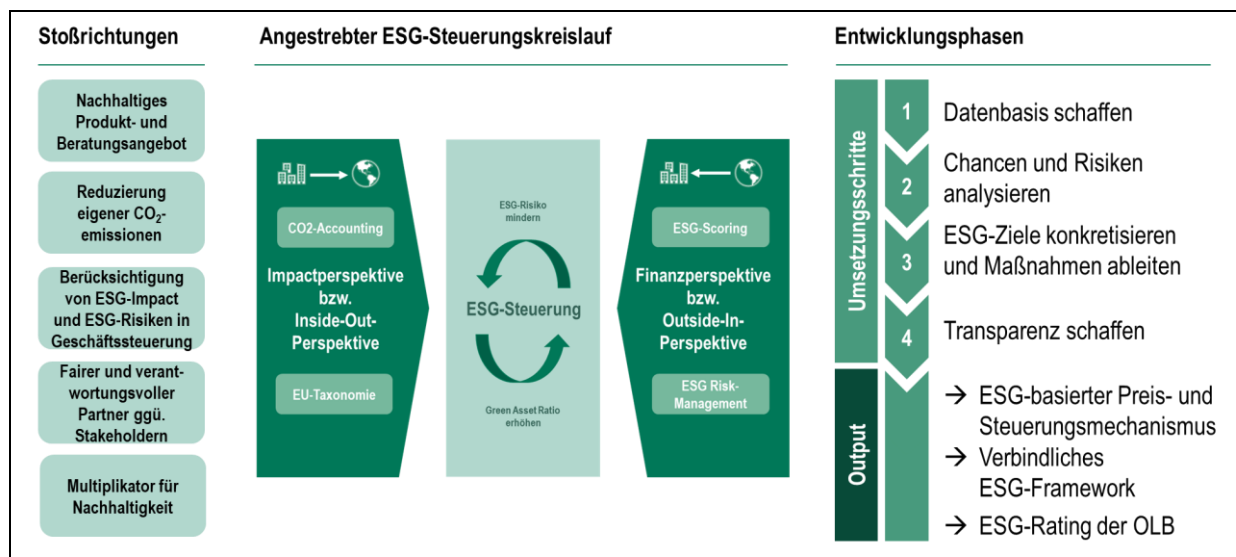 Stoßrichtungen
Nachhaltiges
Produkt- und
Beratungsangebot
Reduzierung
eigener CO₂-
emissionen
Berücksichtigung
von ESG-Impact
und ESG-Risiken in
Geschäftssteuerung
Fairer und verant-
wortungsvoller
Partner ggü.
Stakeholdern
Multiplikator für
Nachhaltigkeit
Angestrebter ESG-Steuerungskreislauf
CO2-Accounting
Impactperspektive
bzw.
Inside-Out-
Perspektive
EU-Taxonomie
ESG-Risiko
mindern
ESG-Steuerung
Green Asset Ratio
erhöhen
ESG-Scoring
Finanzperspektive
bzw.
Outside-In-
Perspektive
ESG Risk-
Management
Entwicklungsphasen
Umsetzungsschritte
1 Datenbasis schaffen
2 Chancen und Risiken
analysieren
3 ESG-Ziele konkretisieren
und Maßnahmen ableiten
4 Transparenz schaffen
Output
→ ESG-basierter Preis- und
Steuerungsmechanismus
→ Verbindliches
ESG-Framework
→ ESG-Rating der OLB